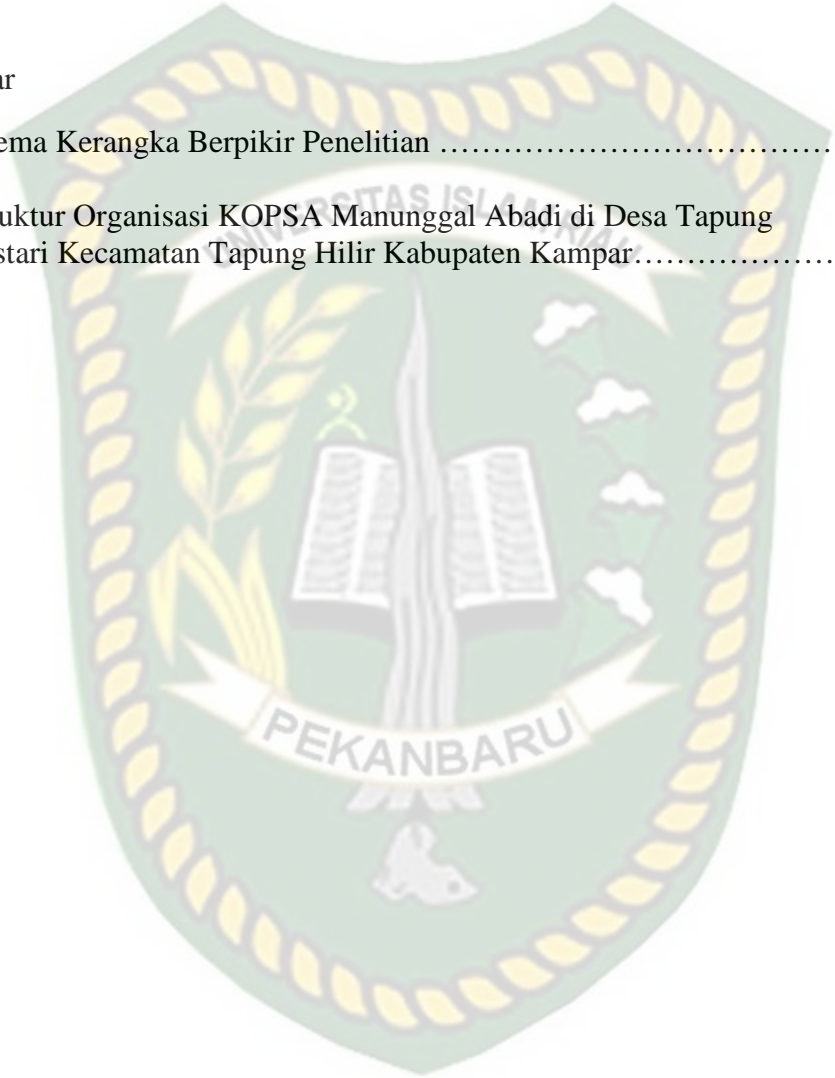 ar
ema Kerangka Berpikir Penelitian ……………………………….
uktur Organisasi KOPSA Manunggal Abadi di Desa Tapung
stari Kecamatan Tapung Hilir Kabupaten Kampar…………………
UNIVERSITAS ISLAM RIAU
PEKANBARU